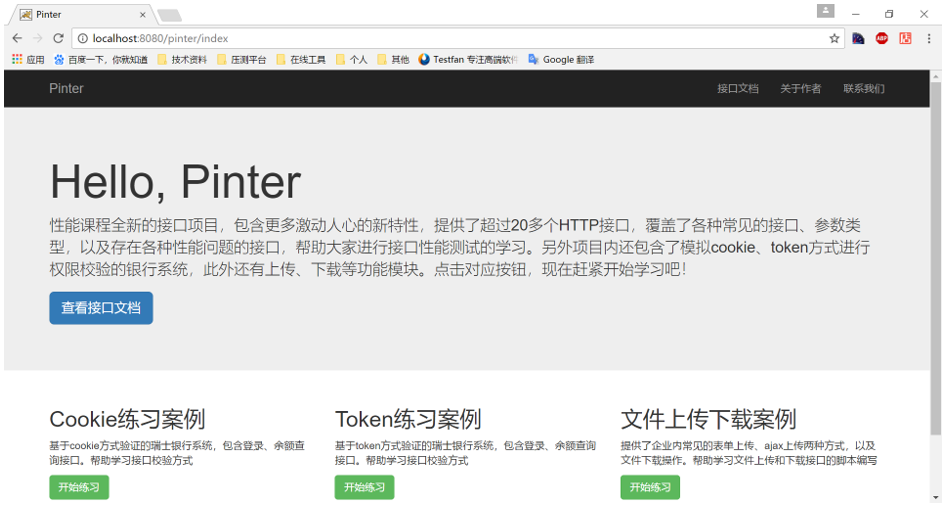 Pinter
localhost:8080/pinter/index
应用 百度一下，你就知道 技术资料 压测平台 在线工具 个人 其他 Testfan 专注高端软件 Google 翻译
Pinter 接口文档 关于作者 联系我们
Hello, Pinter
性能课程全新的接口项目，包含更多激动人心的新特性，提供了超过20多个HTTP接口，覆盖了各种常见的接口、参数类
型，以及存在各种性能问题的接口，帮助大家进行接口性能测试的学习。另外项目内还包含了模拟cookie、token方式进行
权限校验的银行系统，此外还有上传、下载等功能模块。点击对应按钮，现在赶紧开始学习吧！
查看接口文档
Cookie练习案例
基于cookie方式验证的瑞士银行系统，包含登录、余额查
询接口。帮助学习接口校验方式
开始练习
Token练习案例
基于token方式验证的瑞士银行系统，包含登录、余额查询
接口。帮助学习接口校验方式
开始练习
文件上传下载案例
提供了企业内常见的表单上传、ajax上传两种方式，以及
文件下载操作。帮助学习文件上传和下载接口的脚本编写
开始练习